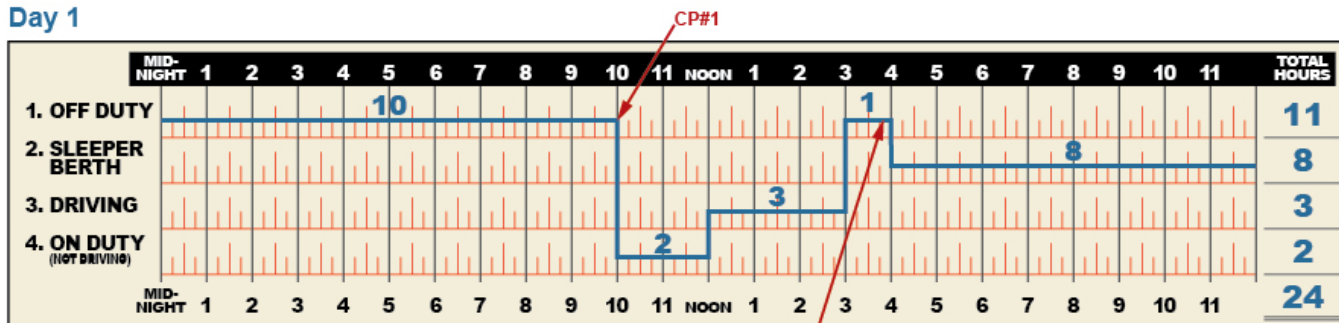 Day 1
CP#1
MID-NIGHT 1 2 3 4 5 6 7 8 9 10 11 NOON 1 2 3 4 5 6 7 8 9 10 11 TOTAL HOURS
1. OFF DUTY 10 1 11
2. SLEEPER BERTH 8 8
3. DRIVING 3 3
4. ON DUTY (NOT DRIVING) 2 2
MID-NIGHT 1 2 3 4 5 6 7 8 9 10 11 NOON 1 2 3 4 5 6 7 8 9 10 11 24